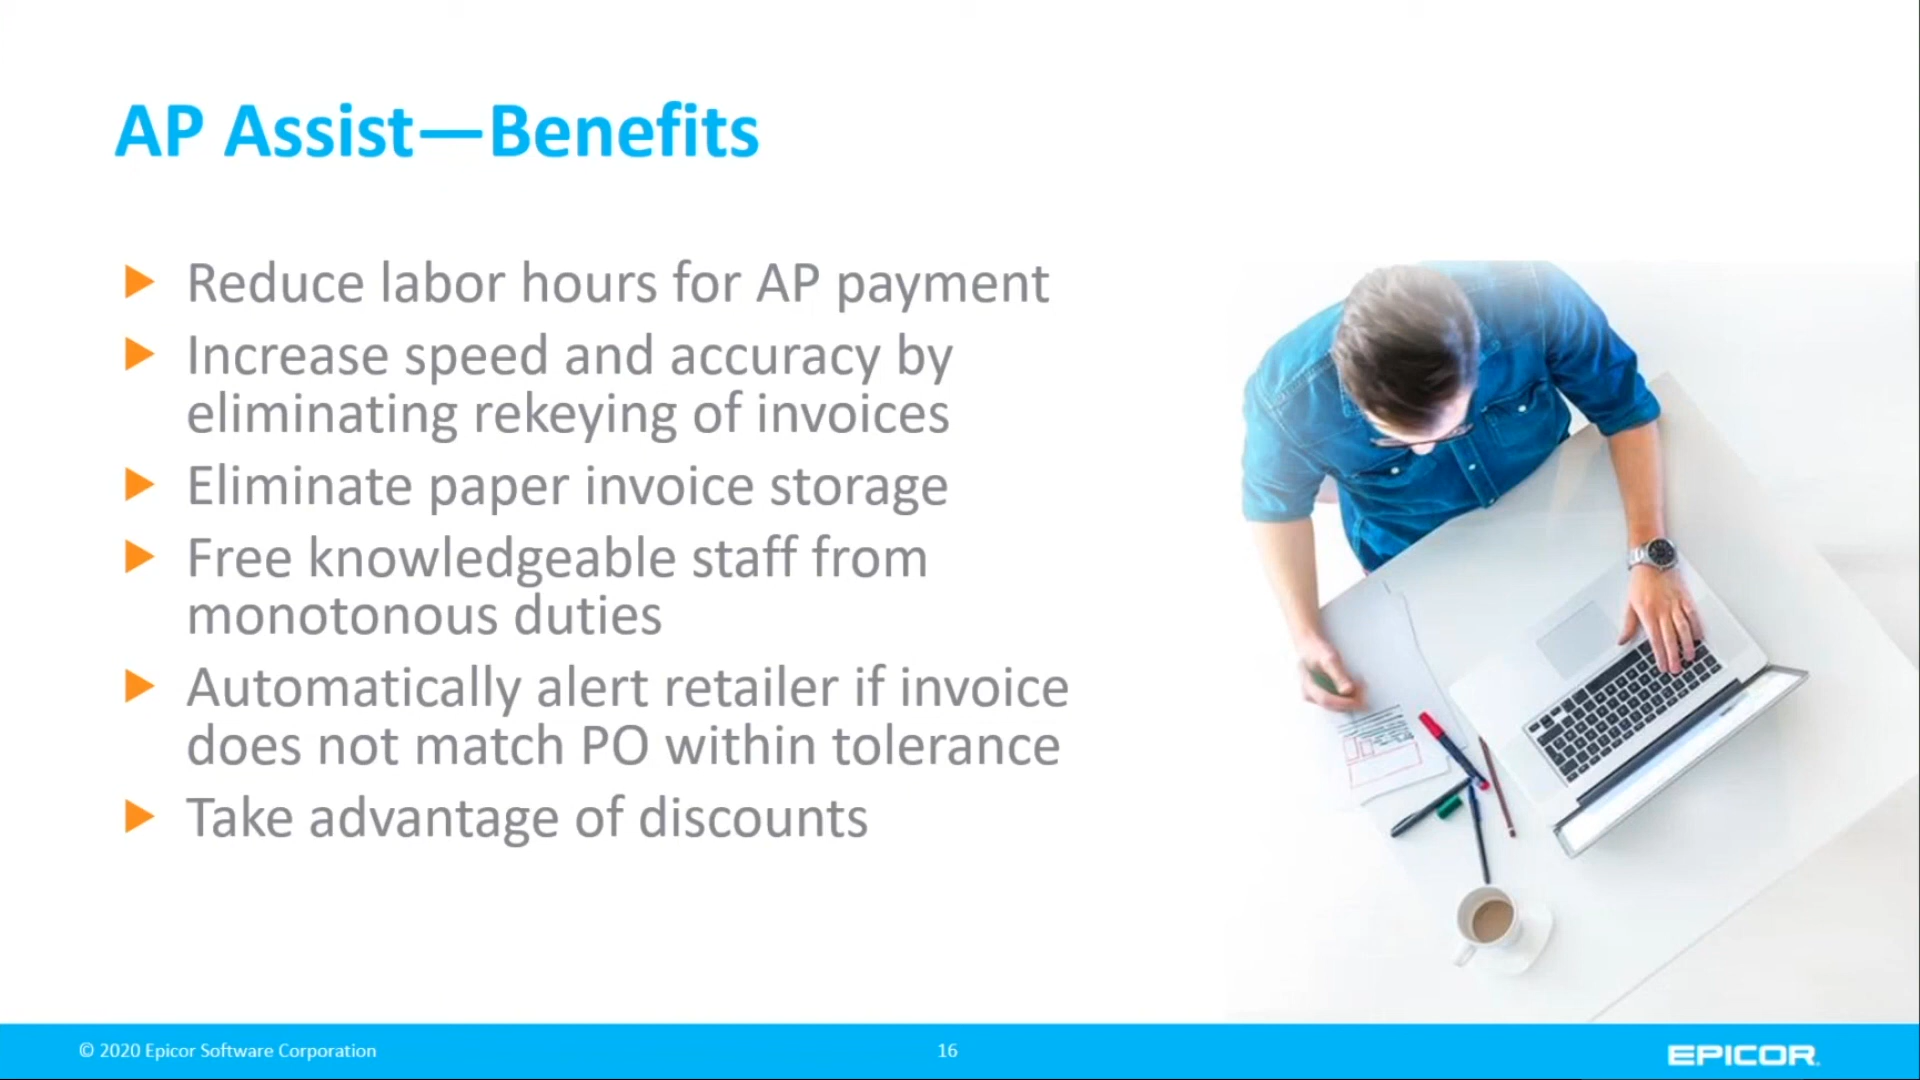 AP Assist—Benefits
Reduce labor hours for AP payment
Increase speed and accuracy by
eliminating rekeying of invoices
Eliminate paper invoice storage
Free knowledgeable staff from
monotonous duties
Automatically alert retailer if invoice
does not match PO within tolerance
Take advantage of discounts
© 2020 Epicor Software Corporation
16
EPICOR